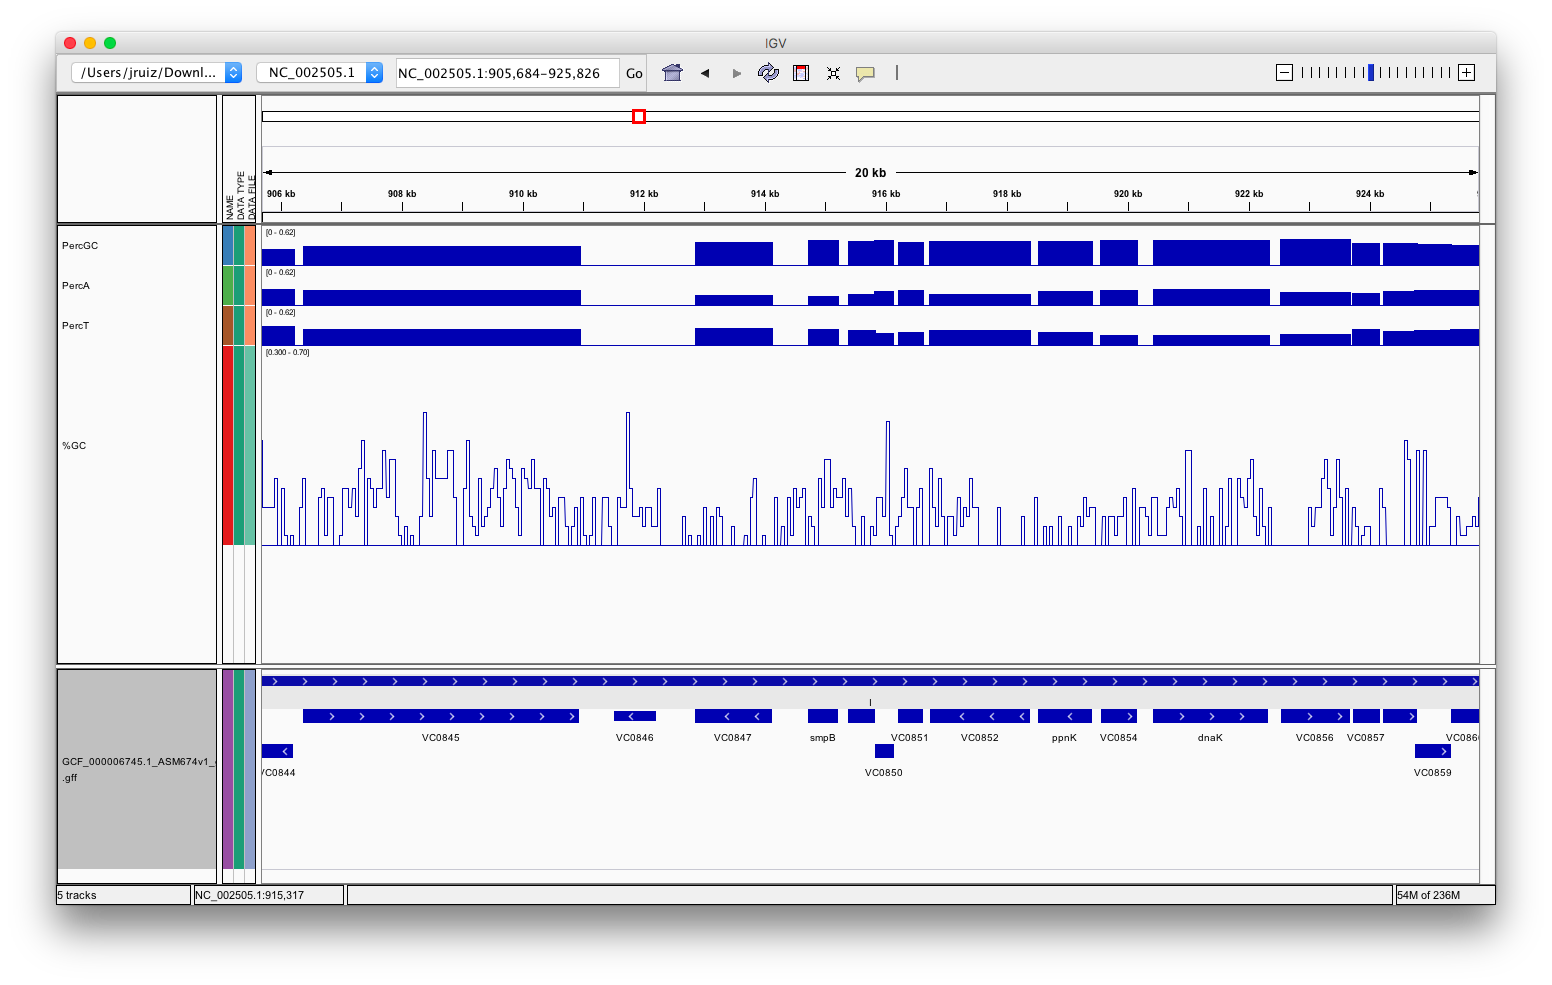 IGV
/Users/jruiz/Downl... NC_002505.1 NC_002505.1:905,684-925,826 Go
NAME
DATA TYPE
DATA FILE
20 kb
906 kb 908 kb 910 kb 912 kb 914 kb 916 kb 918 kb 920 kb 922 kb 924 kb
PercGC [0 - 0.62]
PercA [0 - 0.62]
PercT [0 - 0.62]
[0.300 - 0.70]
%GC
VC0845 VC0846 VC0847 smpB VC0851 VC0852 ppnK VC0854 dnaK VC0856 VC0857
VC0844 VC0850 VC0859
GCF_000006745.1_ASM674v1_
.gff
5 tracks NC_002505.1:915,317 54M of 236M